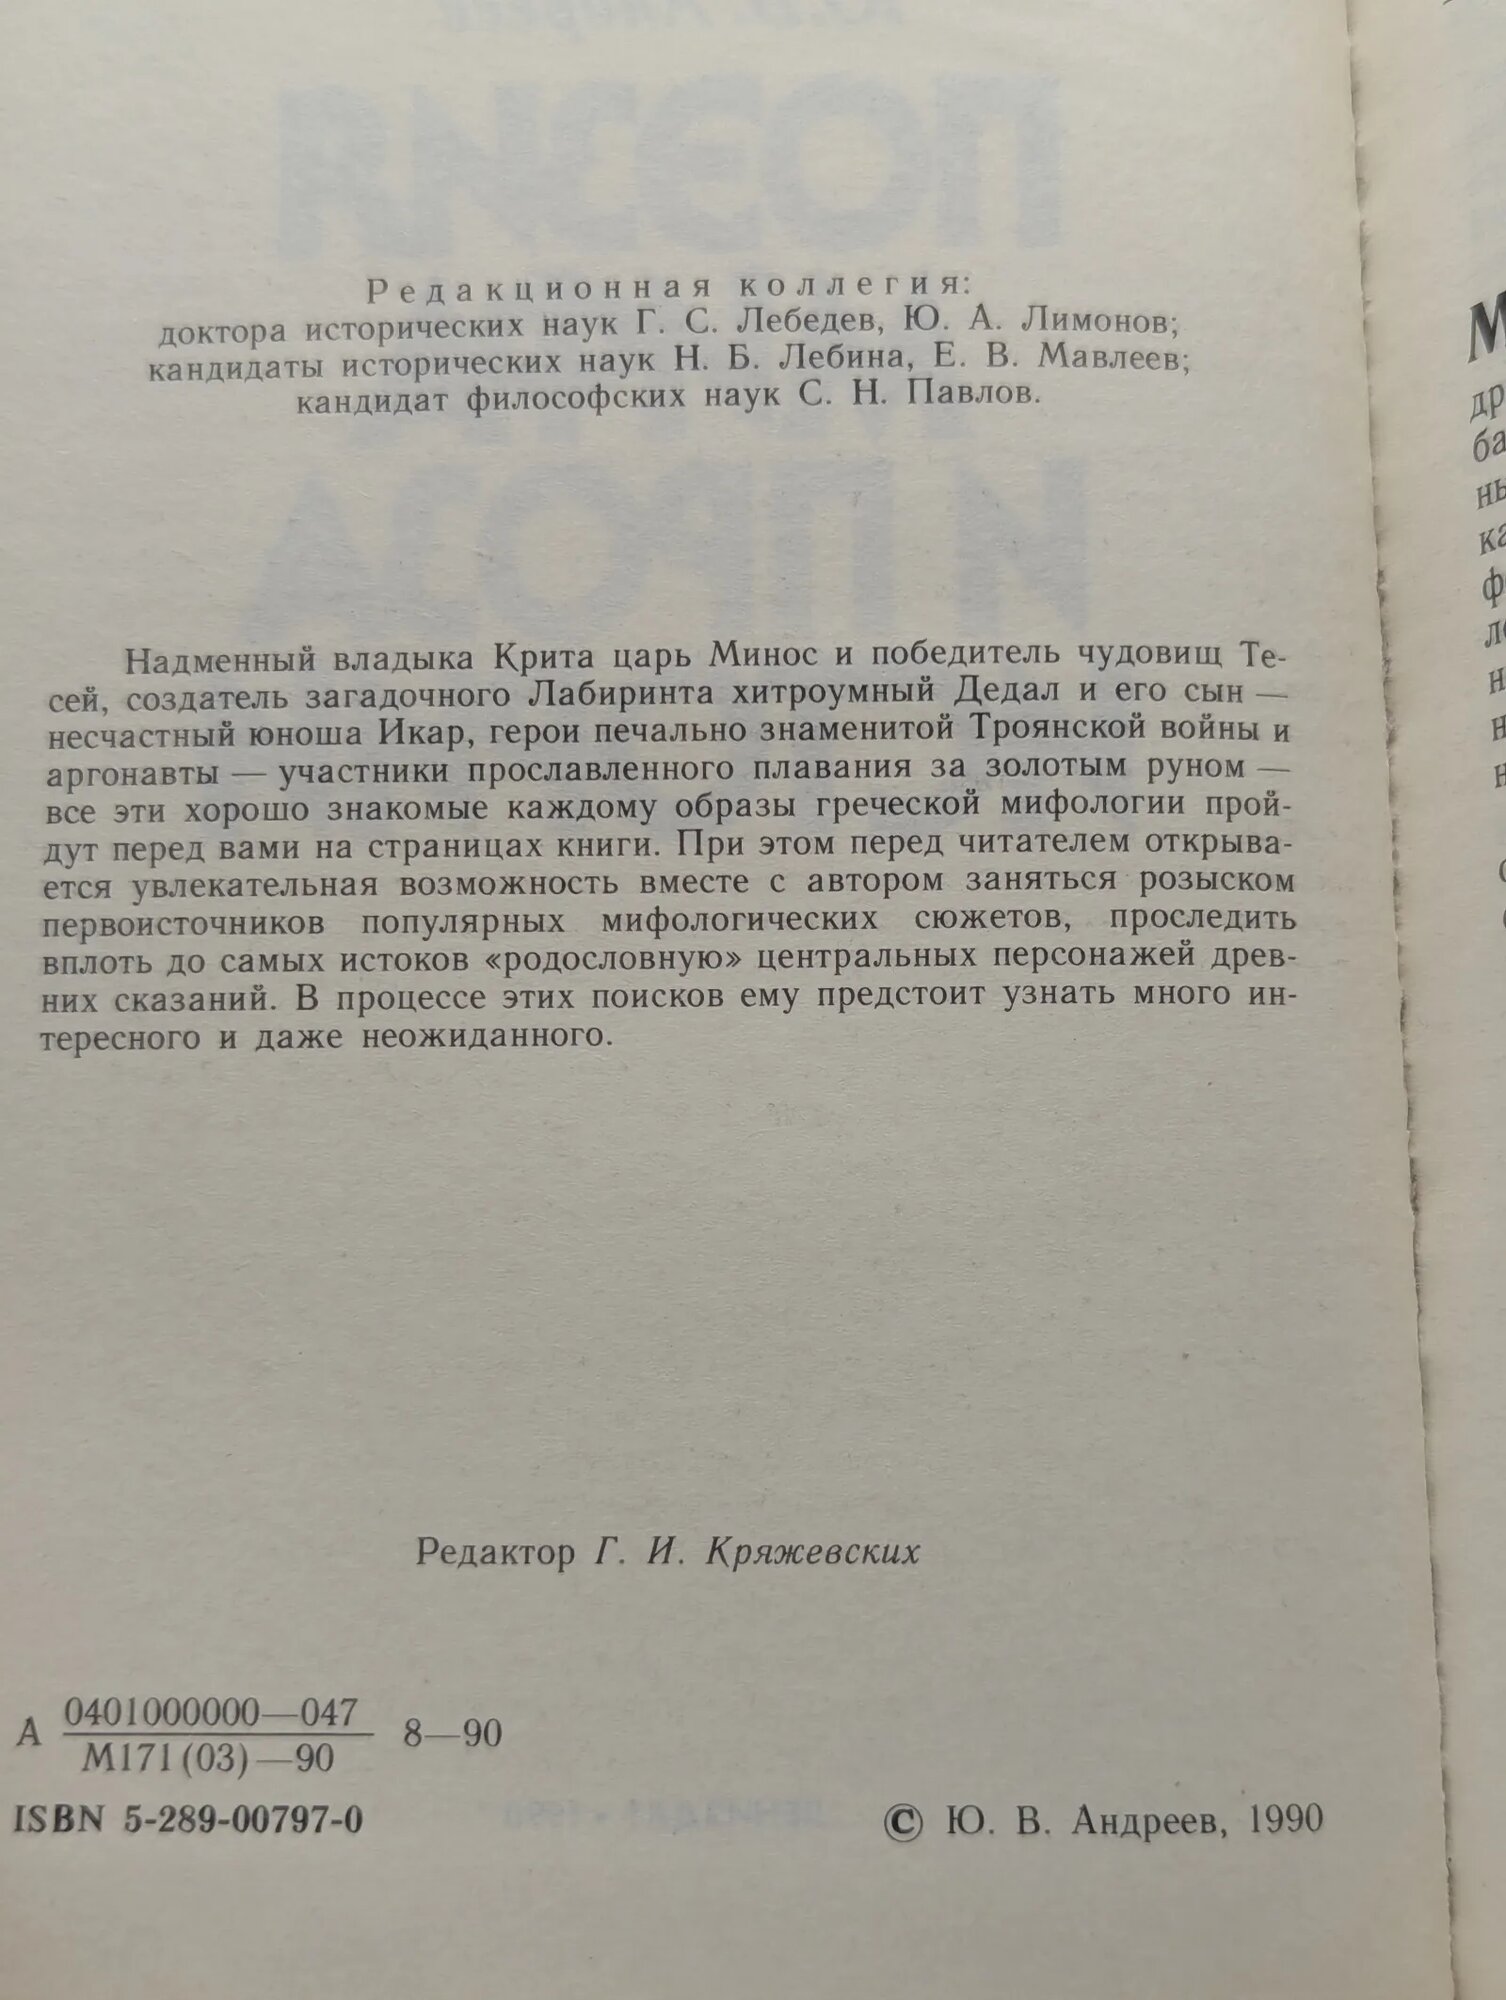 Редакционная коллегия:
доктора исторических наук Г. С. Лебедев, Ю. А. Лимонов;
кандидаты исторических наук Н. Б. Лебина, Е. В. Мавлеев;
кандидат философских наук С. Н. Павлов.
Надменный владыка Крита царь Минос и победитель чудовищ Те-
сей, создатель загадочного Лабиринта хитроумный Дедал и его сын —
несчастный юноша Икар, герои печально знаменитой Троянской войны и
аргонавты — участники прославленного плавания за золотым руном —
все эти хорошо знакомые каждому образы греческой мифологии прой-
дут перед вами на страницах книги. При этом перед читателем открыва-
ется увлекательная возможность вместе с автором заняться розыском
первоисточников популярных мифологических сюжетов, проследить
вплоть до самых истоков «родословную» центральных персонажей древ-
них сказаний. В процессе этих поисков ему предстоит узнать много ин-
тересного и даже неожиданного.
Редактор Г. И. Кряжевских
А 0401000000—047 8—90
М171(03)—90
ISBN 5-289-00797-0
© Ю. В. Андреев, 1990